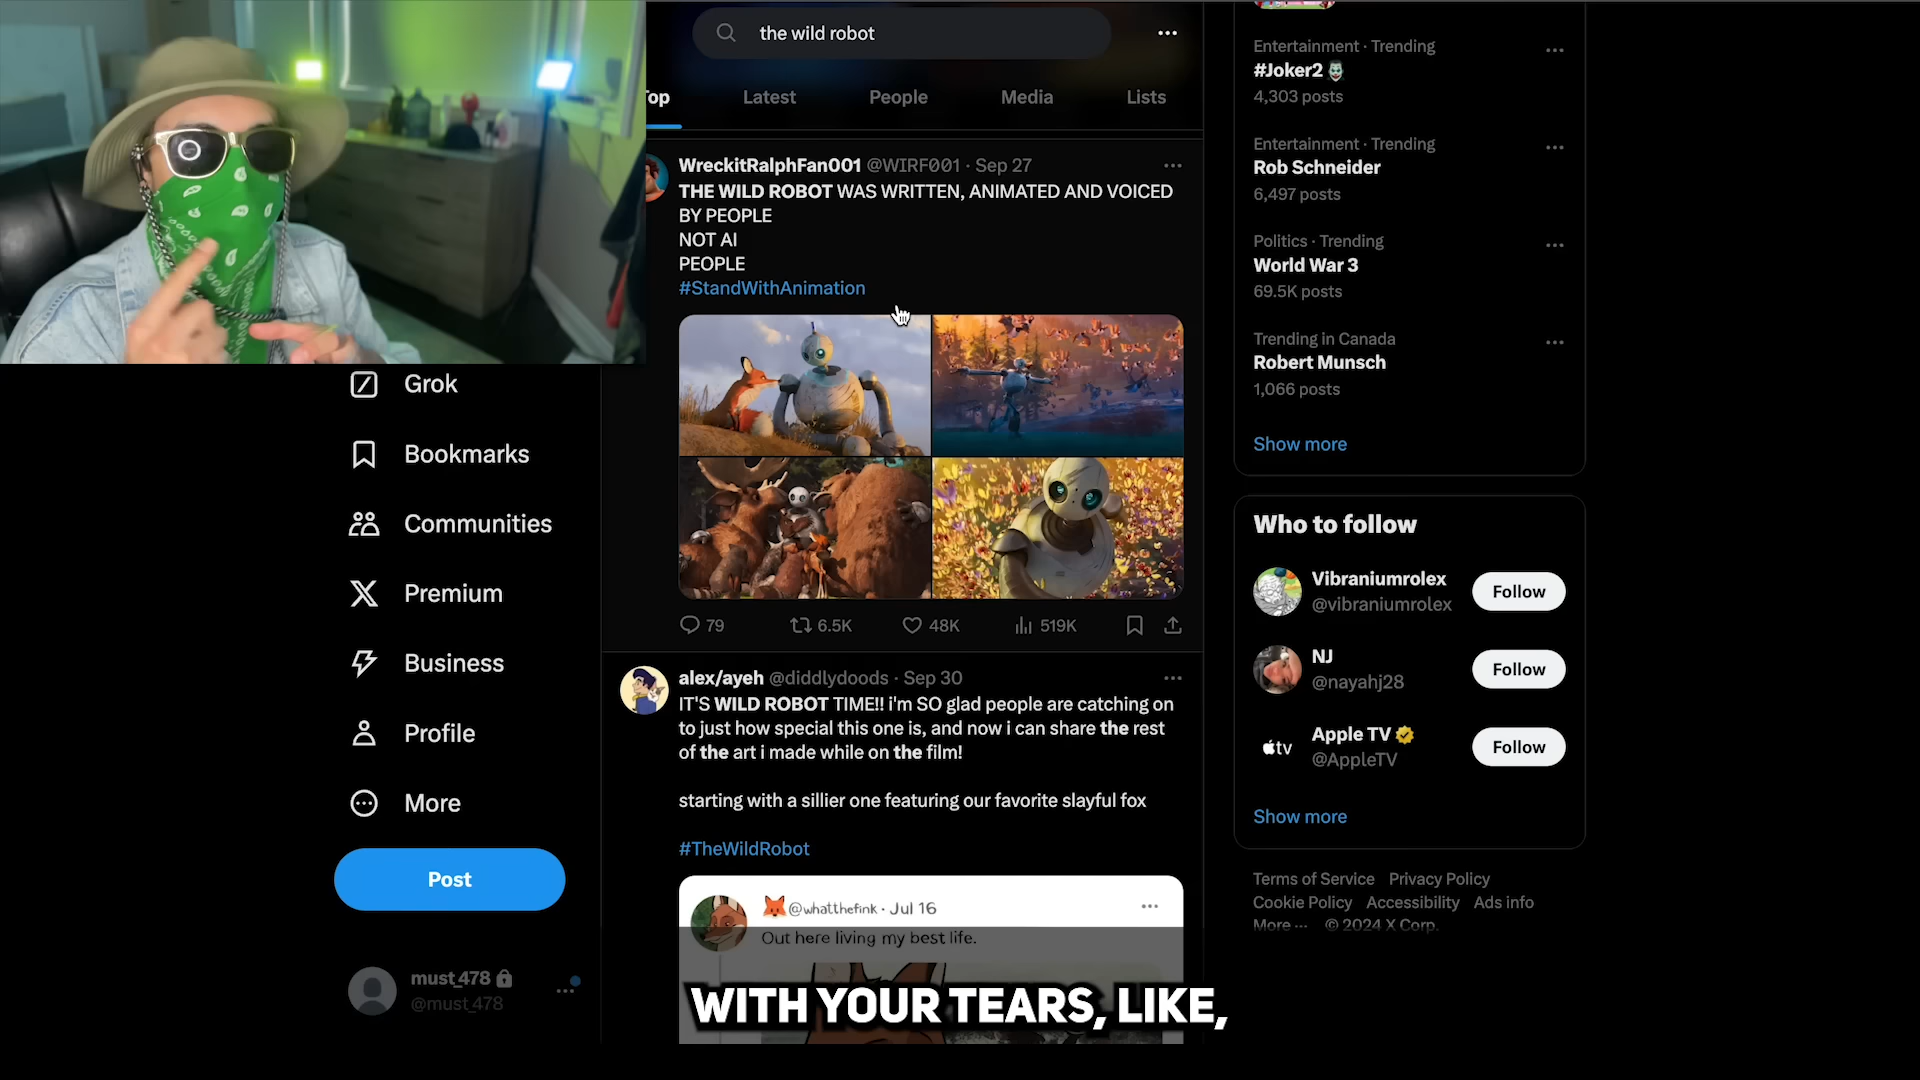 the wild robot
Top
Latest
People
Media
Lists
WreckitRalphFan001 @WIRF001 · Sep 27
THE WILD ROBOT WAS WRITTEN, ANIMATED AND VOICED
BY PEOPLE
NOT AI
PEOPLE
#StandWithAnimation
79
6.5K
48K
519K
alex/ayeh @diddlydoods · Sep 30
IT'S WILD ROBOT TIME!! i'm SO glad people are catching on
to just how special this one is, and now i can share the rest
of the art i made while on the film!
starting with a sillier one featuring our favorite slayful fox
#TheWildRobot
@whatthefink · Jul 16
Out here living my best life.
WITH YOUR TEARS, LIKE,
Grok
Bookmarks
Communities
Premium
Business
Profile
More
Post
must_478
@must_478
Entertainment · Trending
#Joker2
4,303 posts
Entertainment · Trending
Rob Schneider
6,497 posts
Politics · Trending
World War 3
69.5K posts
Trending in Canada
Robert Munsch
1,066 posts
Show more
Who to follow
Vibraniumrolex
@vibraniumrolex
Follow
NJ
@nayahj28
Follow
tv
Apple TV
@AppleTV
Follow
Show more
Terms of Service Privacy Policy
Cookie Policy Accessibility Ads info
More ··· © 2024 X Corp.